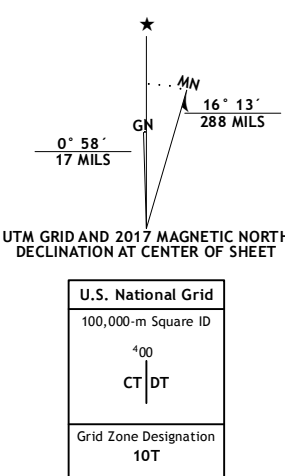 ★
MN
GN
16° 13´
288 MILS
0° 58´
17 MILS
UTM GRID AND 2017 MAGNETIC NORTH
DECLINATION AT CENTER OF SHEET
U.S. National Grid
100,000-m Square ID
⁴00
CT DT
Grid Zone Designation
10T